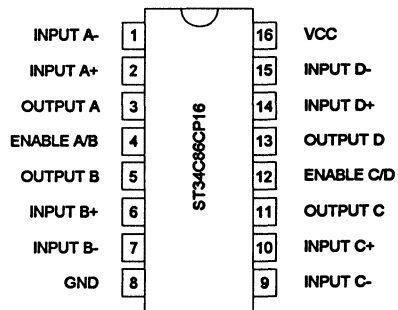 INPUT A- 1 16 VCC
INPUT A+ 2 15 INPUT D-
OUTPUT A 3 14 INPUT D+
ENABLE A/B 4 13 OUTPUT D
OUTPUT B 5 12 ENABLE C/D
INPUT B+ 6 11 OUTPUT C
INPUT B- 7 10 INPUT C+
GND 8 9 INPUT C-
ST34C86CP16